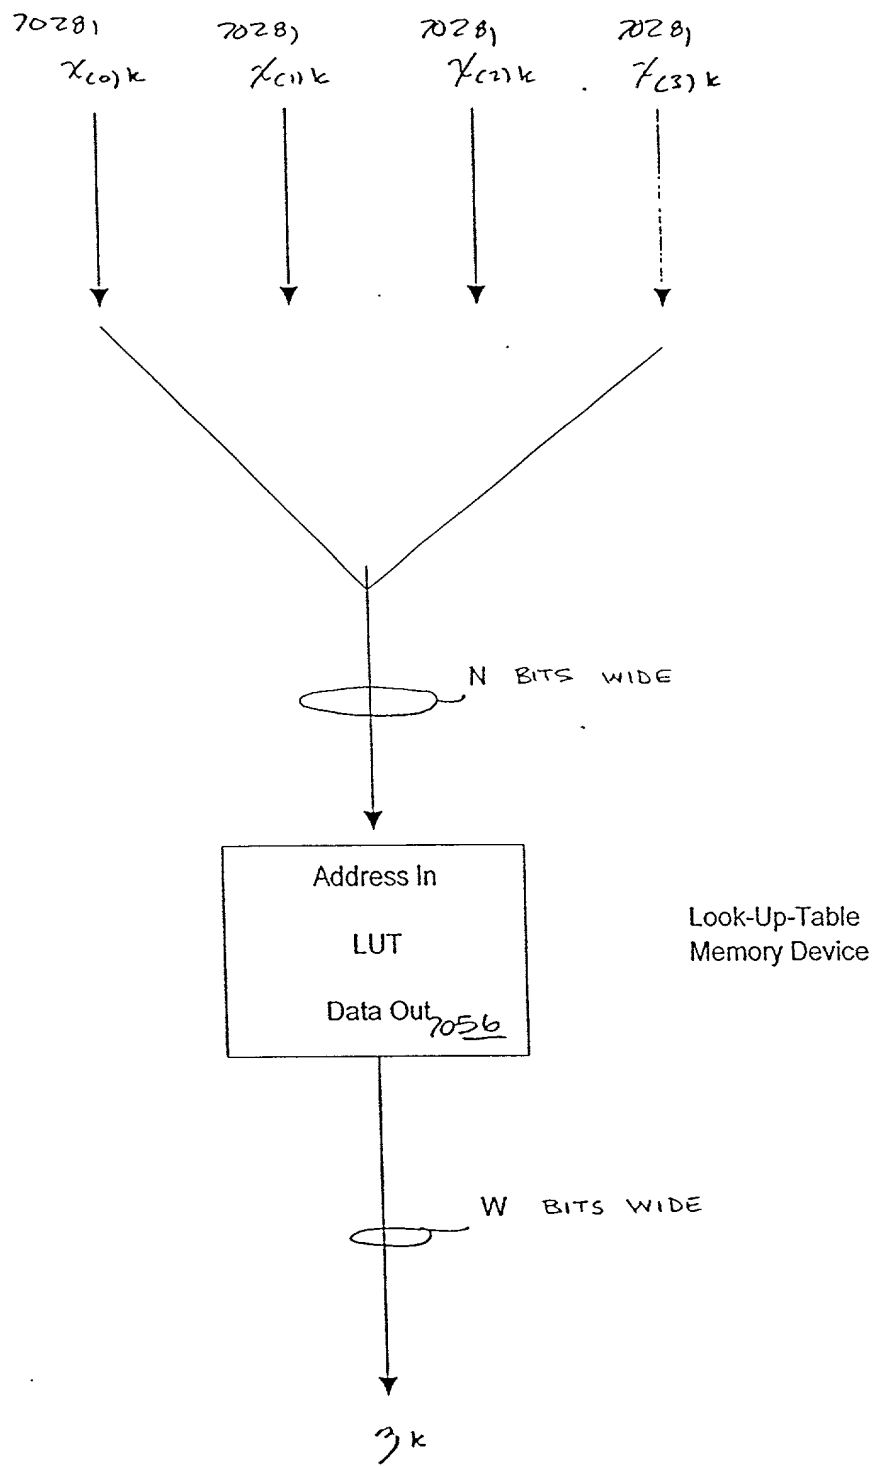 70281 70281 70281 70281
x(0)k x(1)k x(2)k x(3)k
N BITS WIDE
Address In
LUT
Data Out 7056
Look-Up-Table
Memory Device
W BITS WIDE
3k